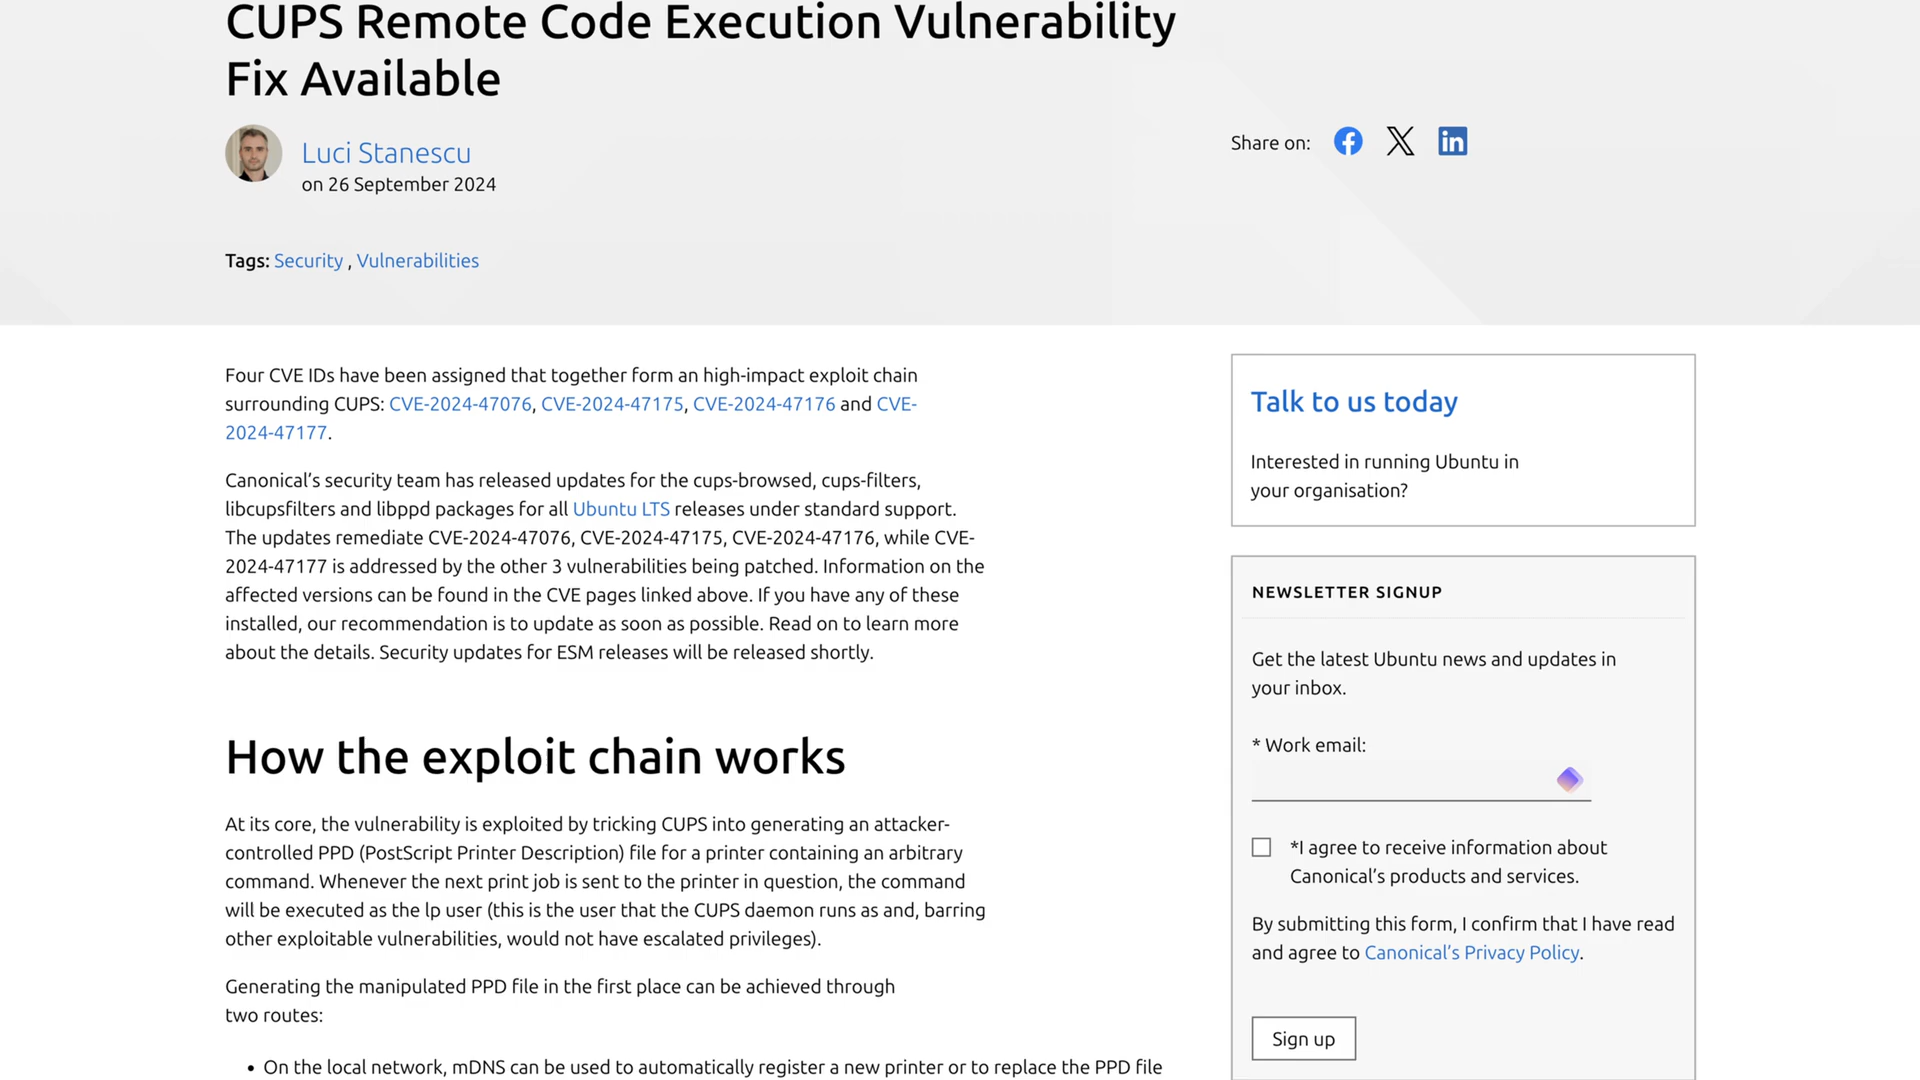 CUPS Remote Code Execution Vulnerability
Fix Available
Luci Stanescu
on 26 September 2024
Share on:
Tags: Security , Vulnerabilities
Four CVE IDs have been assigned that together form an high-impact exploit chain
surrounding CUPS: CVE-2024-47076, CVE-2024-47175, CVE-2024-47176 and CVE-
2024-47177.
Canonical’s security team has released updates for the cups-browsed, cups-filters,
libcupsfilters and libppd packages for all Ubuntu LTS releases under standard support.
The updates remediate CVE-2024-47076, CVE-2024-47175, CVE-2024-47176, while CVE-
2024-47177 is addressed by the other 3 vulnerabilities being patched. Information on the
affected versions can be found in the CVE pages linked above. If you have any of these
installed, our recommendation is to update as soon as possible. Read on to learn more
about the details. Security updates for ESM releases will be released shortly.
How the exploit chain works
At its core, the vulnerability is exploited by tricking CUPS into generating an attacker-
controlled PPD (PostScript Printer Description) file for a printer containing an arbitrary
command. Whenever the next print job is sent to the printer in question, the command
will be executed as the lp user (this is the user that the CUPS daemon runs as and, barring
other exploitable vulnerabilities, would not have escalated privileges).
Generating the manipulated PPD file in the first place can be achieved through
two routes:
• On the local network, mDNS can be used to automatically register a new printer or to replace the PPD file
Talk to us today
Interested in running Ubuntu in
your organisation?
NEWSLETTER SIGNUP
Get the latest Ubuntu news and updates in
your inbox.
* Work email:
*I agree to receive information about
Canonical’s products and services.
By submitting this form, I confirm that I have read
and agree to Canonical’s Privacy Policy.
Sign up